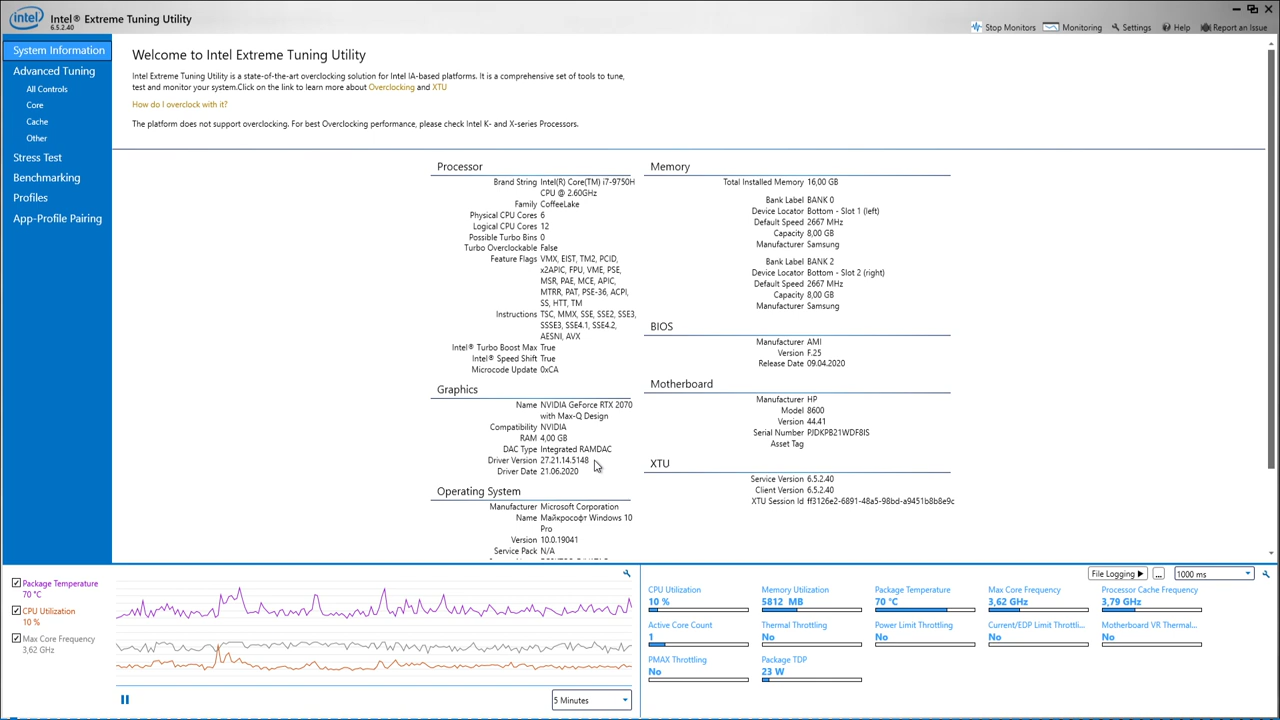 intel Intel® Extreme Tuning Utility
6.5.2.40
Stop Monitors Monitoring Settings Help Report an Issue
System Information
Advanced Tuning
All Controls
Core
Cache
Other
Stress Test
Benchmarking
Profiles
App-Profile Pairing
Welcome to Intel Extreme Tuning Utility
Intel Extreme Tuning Utility is a state-of-the-art overclocking solution for Intel IA-based platforms. It is a comprehensive set of tools to tune,
test and monitor your system.Click on the link to learn more about Overclocking and XTU
How do I overclock with it?
The platform does not support overclocking. For best Overclocking performance, please check Intel K- and X-series Processors.
Processor
Brand String Intel(R) Core(TM) i7-9750H
CPU @ 2.60GHz
Family CoffeeLake
Physical CPU Cores 6
Logical CPU Cores 12
Possible Turbo Bins 0
Turbo Overclockable False
Feature Flags VMX, EIST, TM2, PCID,
x2APIC, FPU, VME, PSE,
MSR, PAE, MCE, APIC,
MTRR, PAT, PSE-36, ACPI,
SS, HTT, TM
Instructions TSC, MMX, SSE, SSE2, SSE3,
SSSE3, SSE4.1, SSE4.2,
AESNI, AVX
Intel® Turbo Boost Max True
Intel® Speed Shift True
Microcode Update 0xCA
Graphics
Name NVIDIA GeForce RTX 2070
with Max-Q Design
Compatibility NVIDIA
RAM 4,00 GB
DAC Type Integrated RAMDAC
Driver Version 27.21.14.5148
Driver Date 21.06.2020
Operating System
Manufacturer Microsoft Corporation
Name Майкрософт Windows 10
Pro
Version 10.0.19041
Service Pack N/A
Memory
Total Installed Memory 16,00 GB
Bank Label BANK 0
Device Locator Bottom - Slot 1 (left)
Default Speed 2667 MHz
Capacity 8,00 GB
Manufacturer Samsung
Bank Label BANK 2
Device Locator Bottom - Slot 2 (right)
Default Speed 2667 MHz
Capacity 8,00 GB
Manufacturer Samsung
BIOS
Manufacturer AMI
Version F.25
Release Date 09.04.2020
Motherboard
Manufacturer HP
Model 8600
Version 44.41
Serial Number PJDKPB21WDF8IS
Asset Tag
XTU
Service Version 6.5.2.40
Client Version 6.5.2.40
XTU Session Id ff3126e2-6891-48a5-98bd-a9451b8b8e9c
Package Temperature
70 °C
CPU Utilization
10 %
Max Core Frequency
3,62 GHz
5 Minutes
File Logging ... 1000 ms
CPU Utilization Memory Utilization Package Temperature Max Core Frequency Processor Cache Frequency
10 % 5812 MB 70 °C 3,62 GHz 3,79 GHz
Active Core Count Thermal Throttling Power Limit Throttling Current/EDP Limit Throttli... Motherboard VR Thermal...
1 No No No No
PMAX Throttling Package TDP
No 23 W